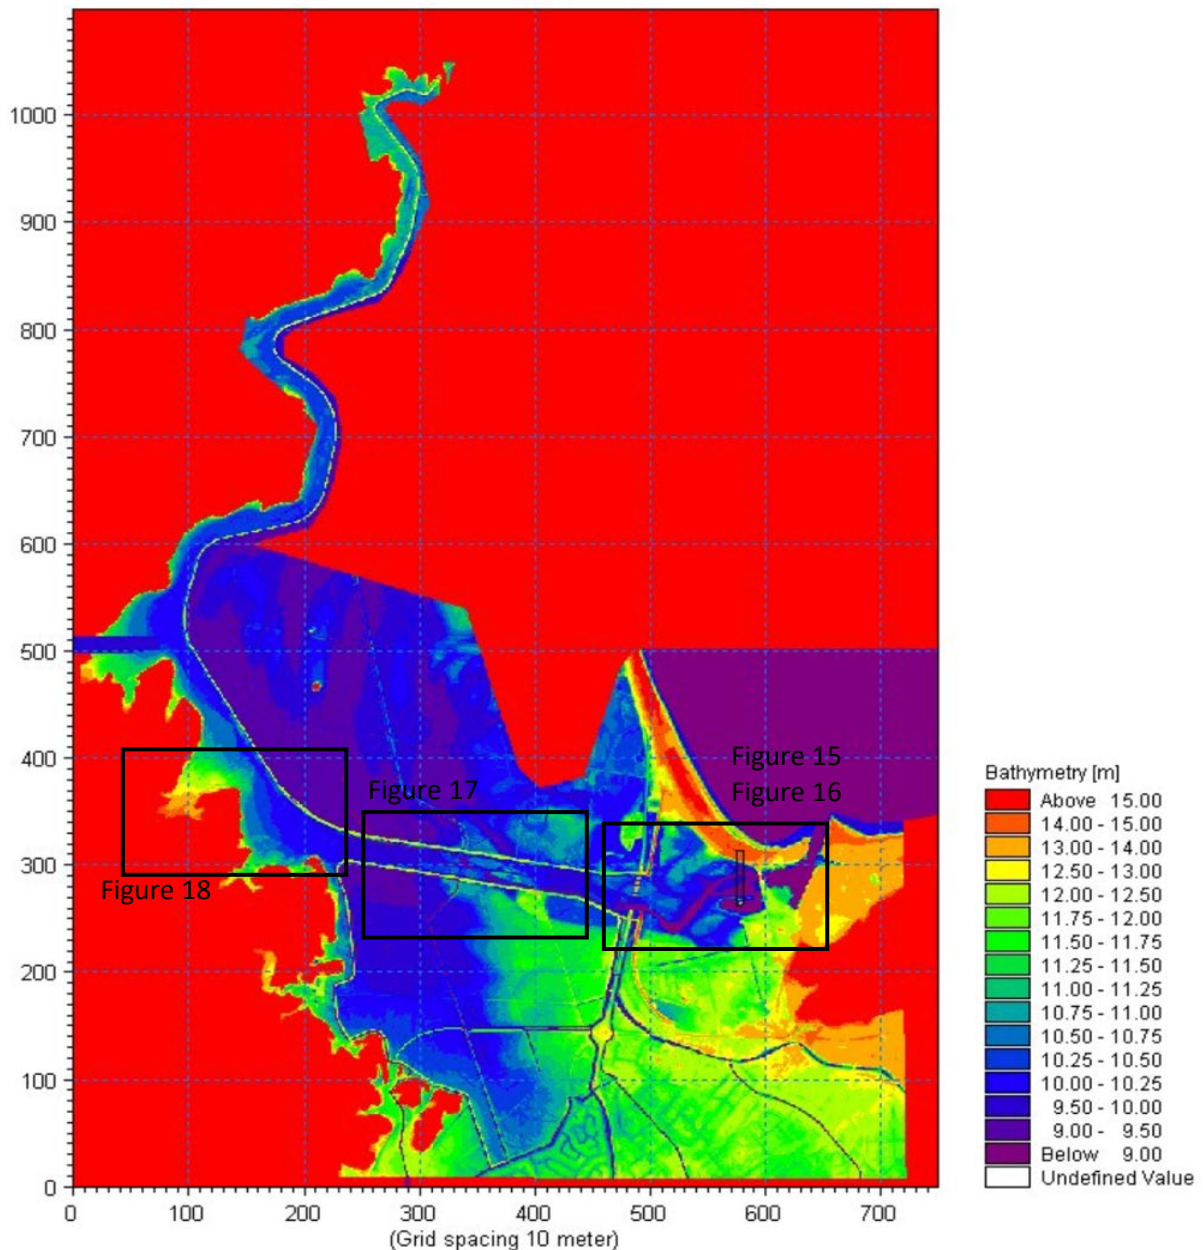 1000
900
800
700
600
500
400
300
200
100
0
0 100 200 300 400 500 600 700
(Grid spacing 10 meter)
Figure 15
Figure 16
Figure 17
Figure 18
Bathymetry [m]
Above 15.00
14.00 - 15.00
13.00 - 14.00
12.50 - 13.00
12.00 - 12.50
11.75 - 12.00
11.50 - 11.75
11.25 - 11.50
11.00 - 11.25
10.75 - 11.00
10.50 - 10.75
10.25 - 10.50
10.00 - 10.25
9.50 - 10.00
9.00 - 9.50
Below 9.00
Undefined Value